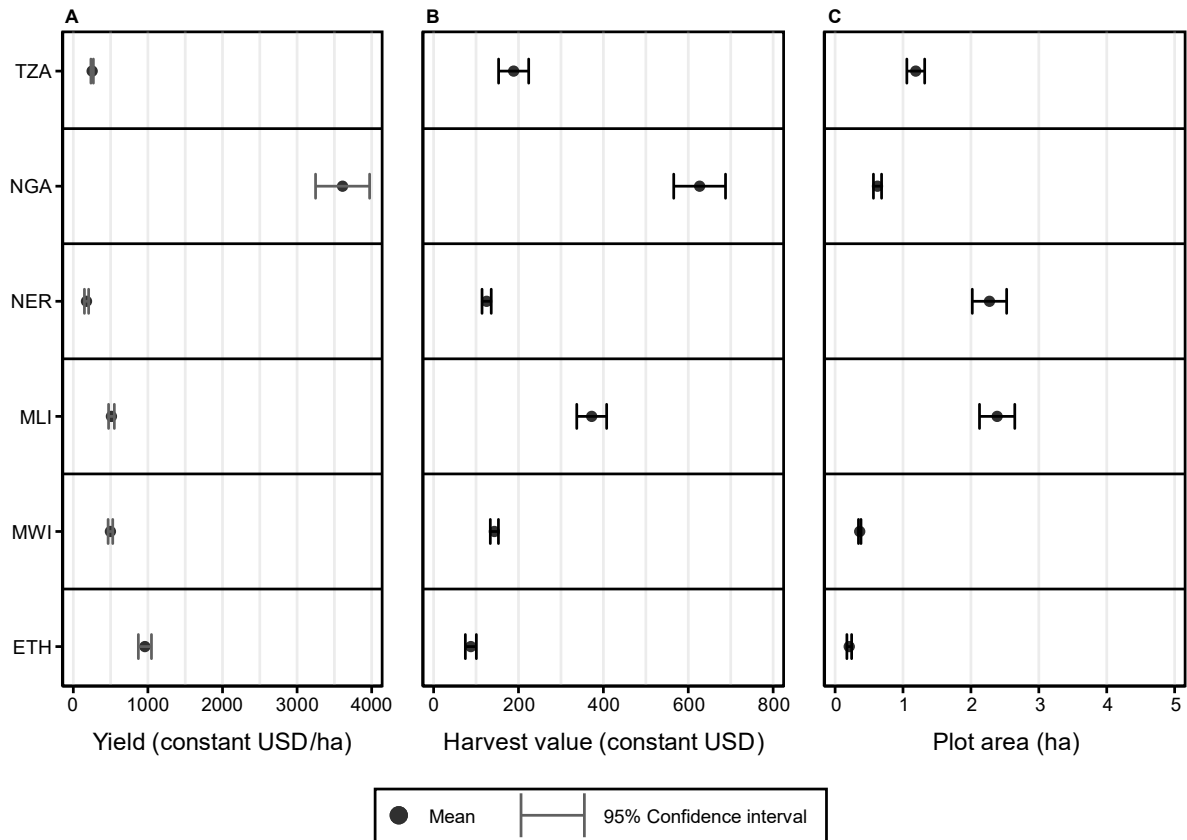 A B C
TZA
NGA
NER
MLI
MWI
ETH
0 1000 2000 3000 4000 0 200 400 600 800 0 1 2 3 4 5
Yield (constant USD/ha) Harvest value (constant USD) Plot area (ha)
Mean 95% Confidence interval